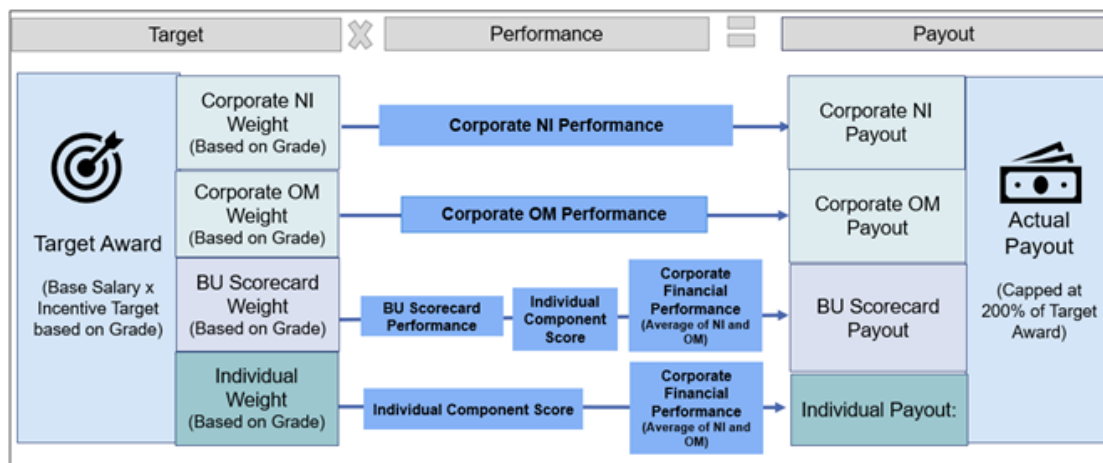 Target
Performance
Payout
Target Award
(Base Salary x
Incentive Target
based on Grade)
Corporate NI
Weight
(Based on Grade)
Corporate NI Performance
Corporate NI
Payout
Corporate OM
Weight
(Based on Grade)
Corporate OM Performance
Corporate OM
Payout
BU Scorecard
Weight
(Based on Grade)
BU Scorecard
Performance
Individual
Component
Score
Corporate
Financial
Performance
(Average of NI and
OM)
BU Scorecard
Payout
Individual
Weight
(Based on Grade)
Individual Component Score
Corporate
Financial
Performance
(Average of NI and
OM)
Individual Payout:
Actual
Payout
(Capped at
200% of Target
Award)